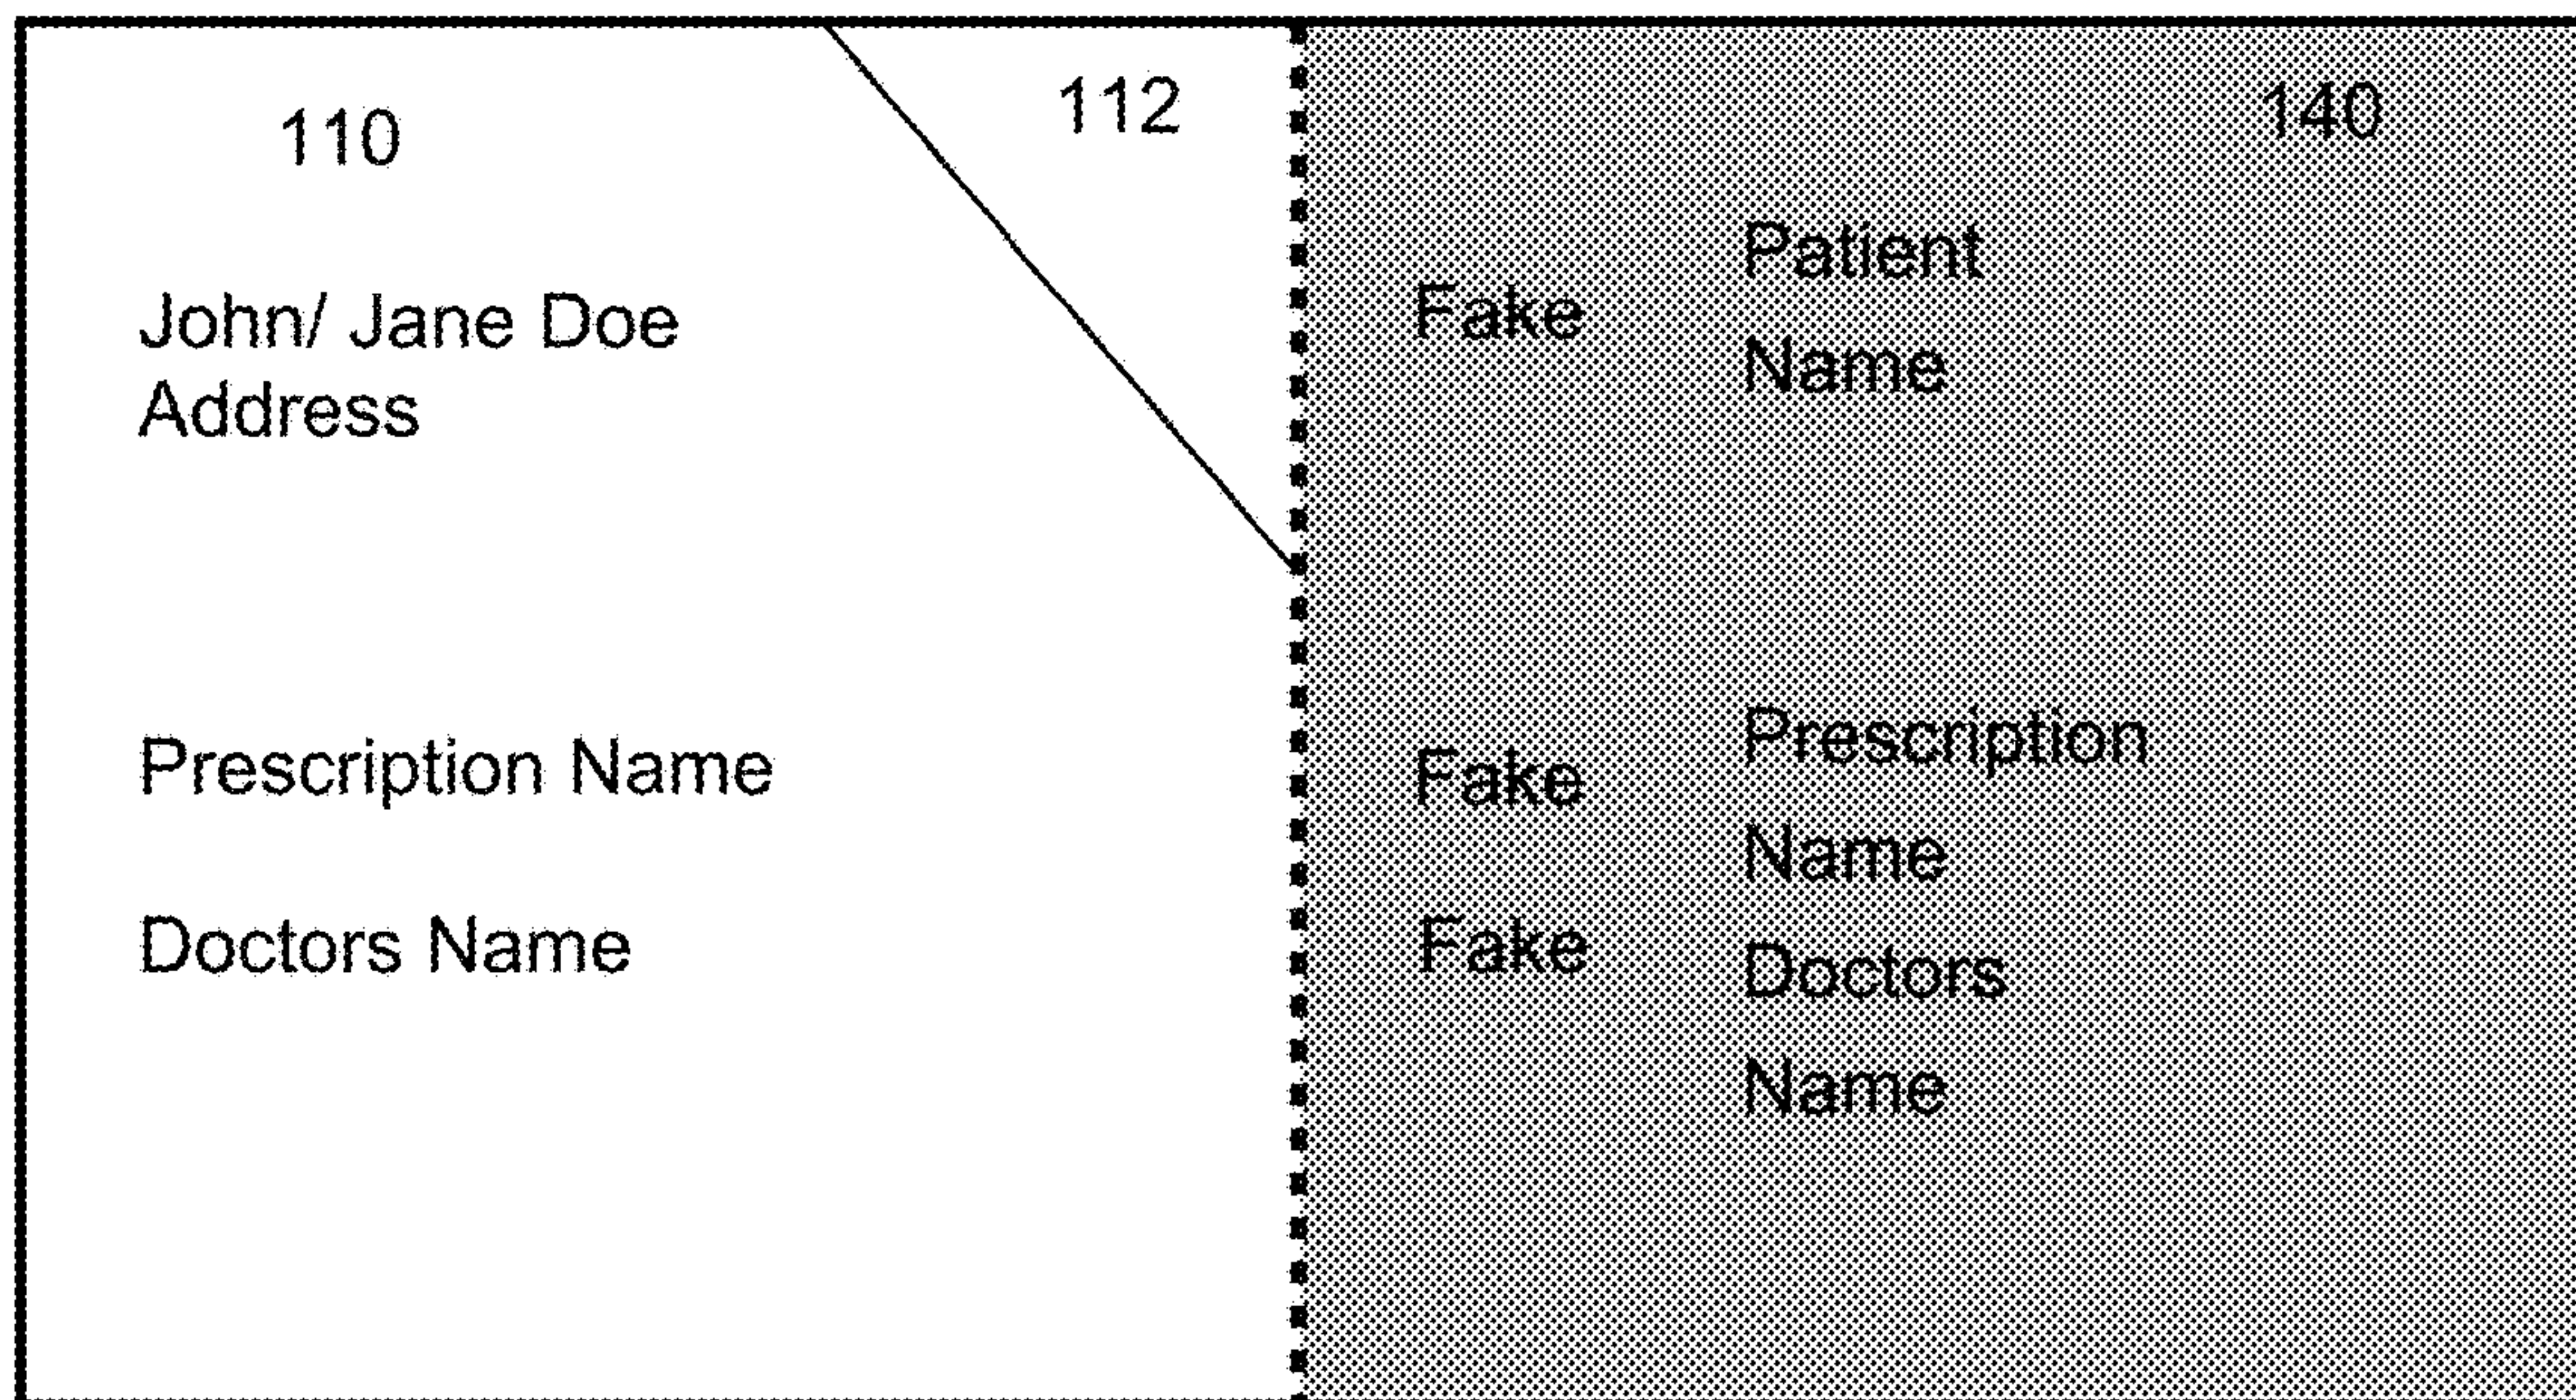 110
112
John/ Jane Doe
Address
Prescription Name
Doctors Name
140
Fake
Patient
Name
Fake
Prescription
Name
Fake
Doctors
Name